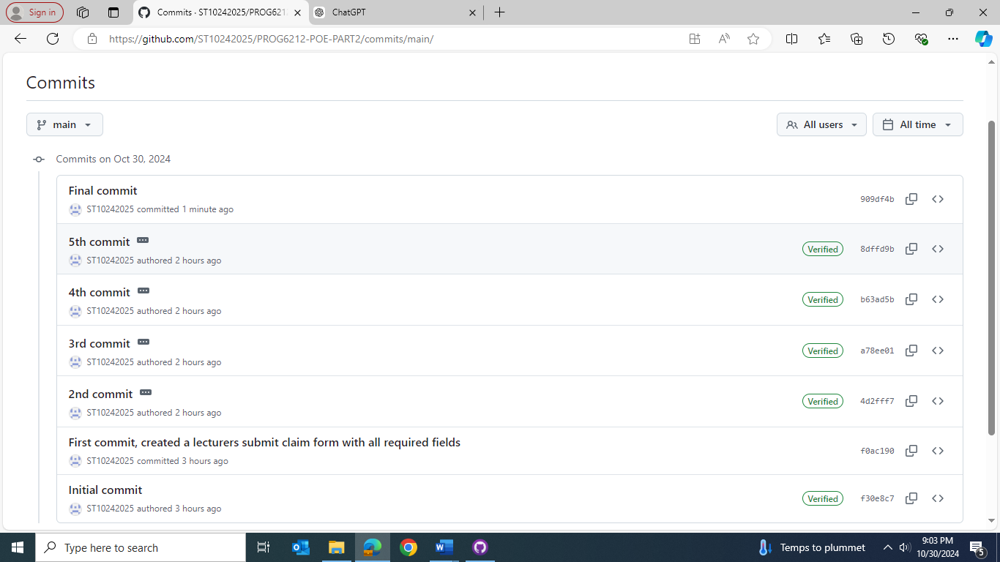 Sign in
Commits · ST10242025/PROG6212
ChatGPT
https://github.com/ST10242025/PROG6212-POE-PART2/commits/main/
Commits
main
All users
All time
Commits on Oct 30, 2024
Final commit
ST10242025 committed 1 minute ago
909df4b
5th commit
ST10242025 authored 2 hours ago
Verified
8dffd9b
4th commit
ST10242025 authored 2 hours ago
Verified
b63ad5b
3rd commit
ST10242025 authored 2 hours ago
Verified
a78ee01
2nd commit
ST10242025 authored 2 hours ago
Verified
4d2fff7
First commit, created a lecturers submit claim form with all required fields
ST10242025 committed 3 hours ago
f0ac190
Initial commit
ST10242025 authored 3 hours ago
Verified
f30e8c7
Type here to search
Temps to plummet
9:03 PM
10/30/2024
5